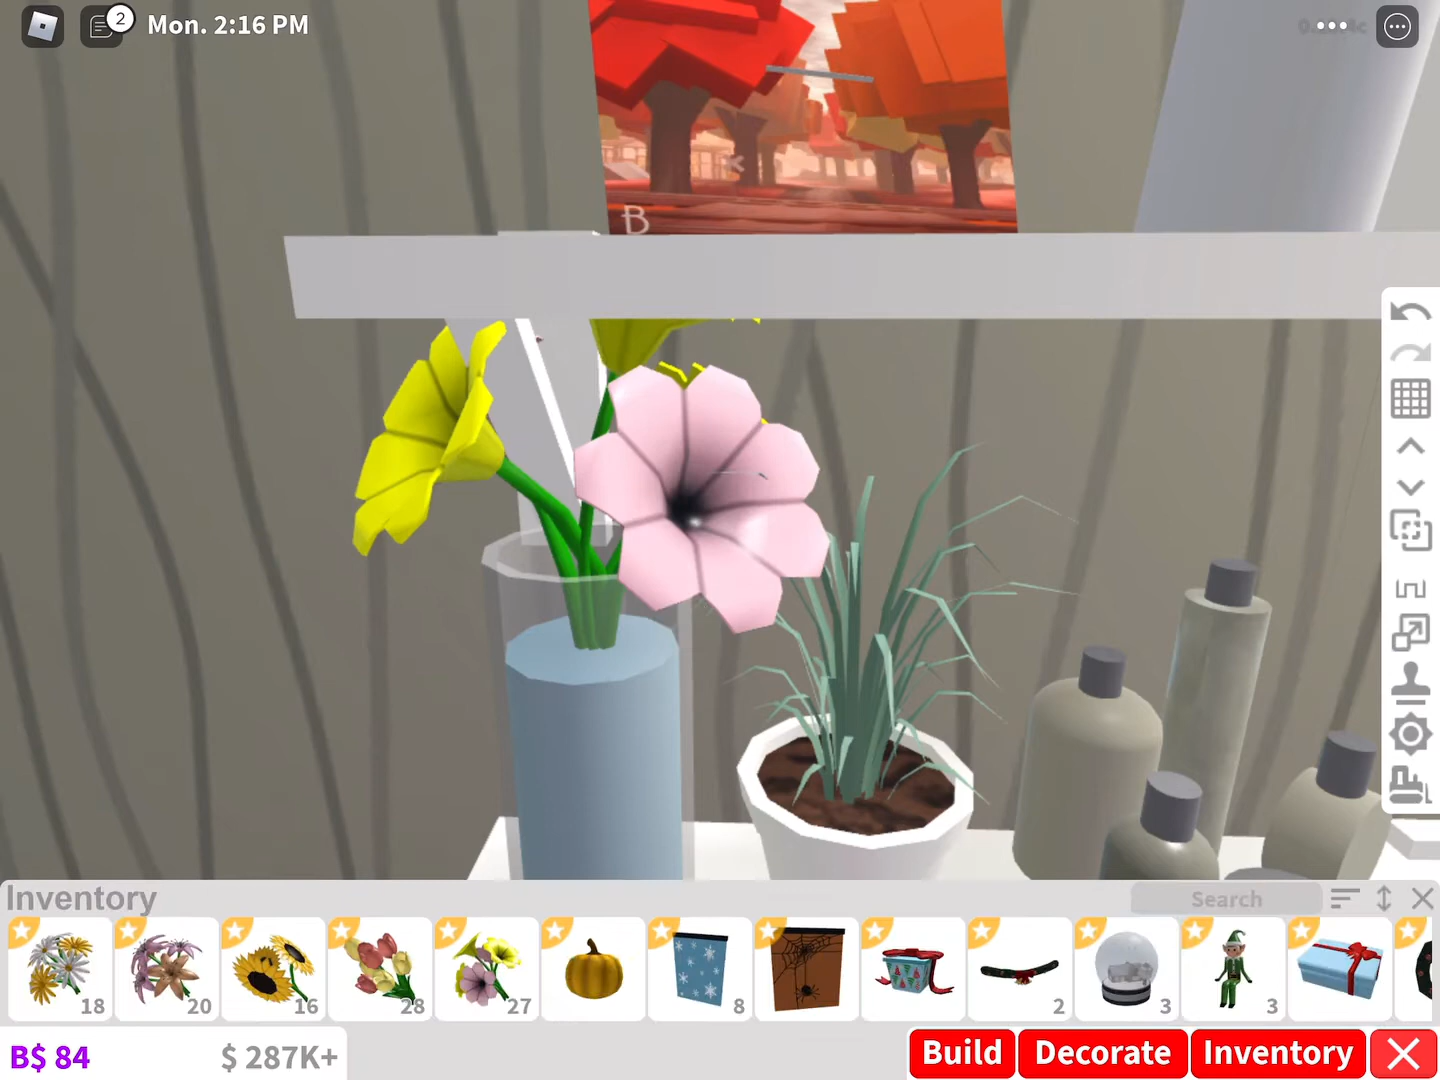 2
Mon. 2:16 PM
B
Inventory
Search
18
20
16
28
27
8
2
3
3
B$ 84
$ 287K+
Build
Decorate
Inventory